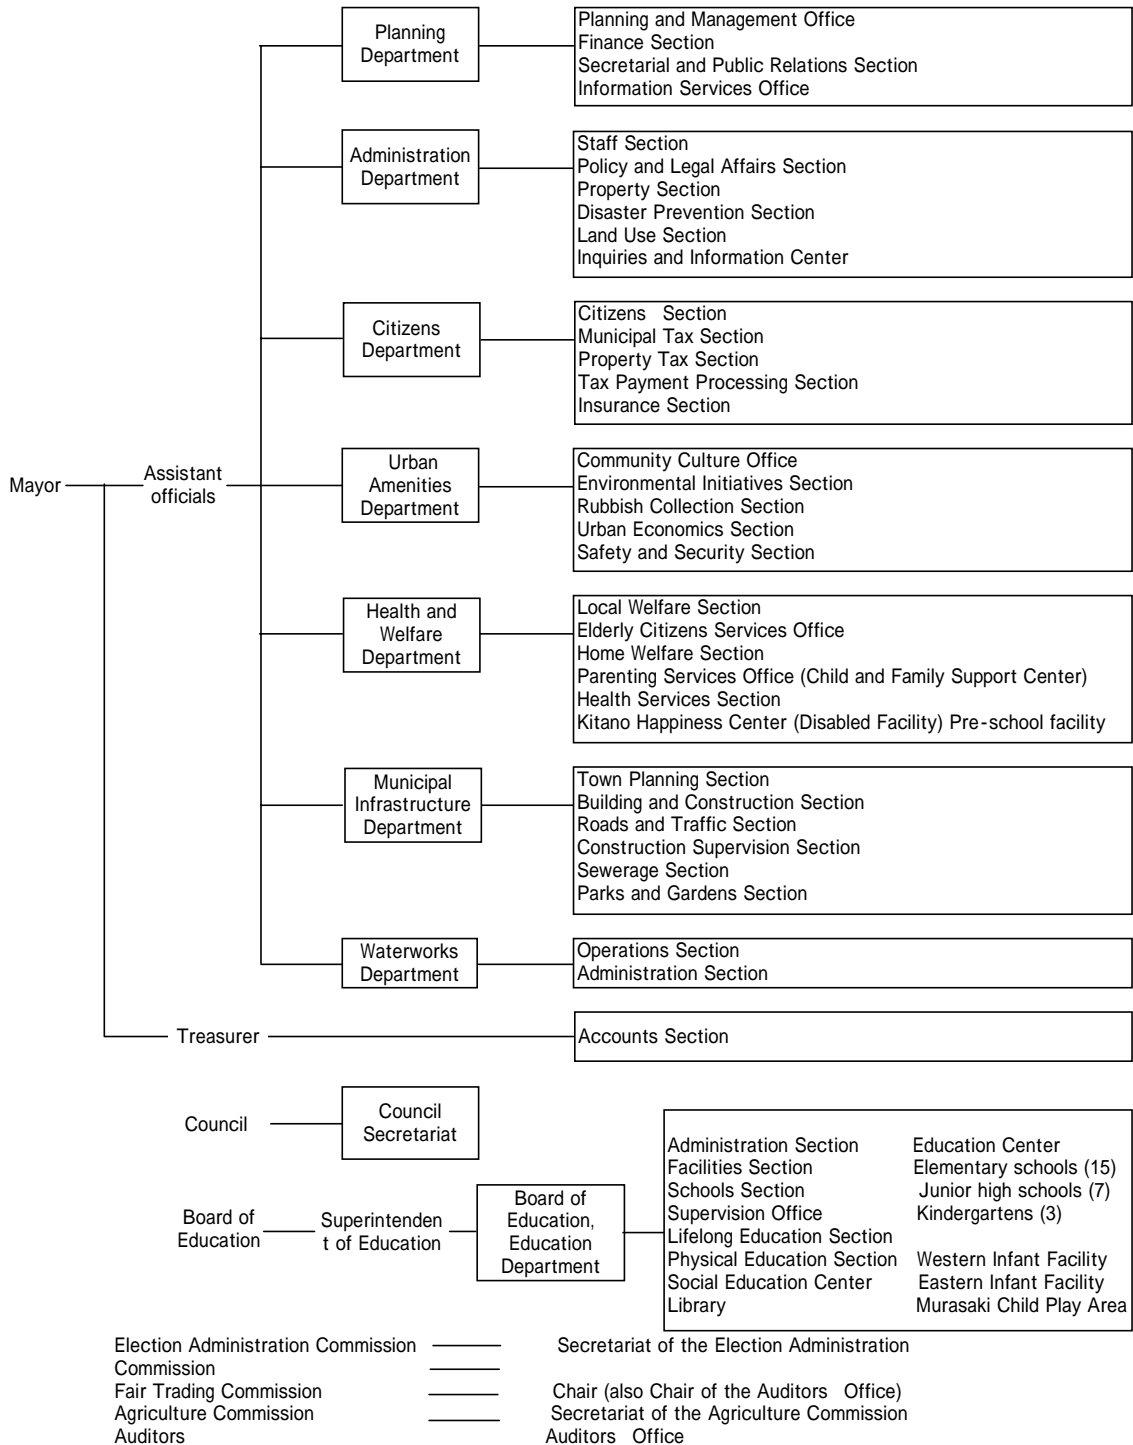 Planning
Department
Planning and Management Office
Finance Section
Secretarial and Public Relations Section
Information Services Office
Administration
Department
Staff Section
Policy and Legal Affairs Section
Property Section
Disaster Prevention Section
Land Use Section
Inquiries and Information Center
Citizens
Department
Citizens Section
Municipal Tax Section
Property Tax Section
Tax Payment Processing Section
Insurance Section
Mayor
Assistant
officials
Urban
Amenities
Department
Community Culture Office
Environmental Initiatives Section
Rubbish Collection Section
Urban Economics Section
Safety and Security Section
Health and
Welfare
Department
Local Welfare Section
Elderly Citizens Services Office
Home Welfare Section
Parenting Services Office (Child and Family Support Center)
Health Services Section
Kitano Happiness Center (Disabled Facility) Pre-school facility
Municipal
Infrastructure
Department
Town Planning Section
Building and Construction Section
Roads and Traffic Section
Construction Supervision Section
Sewerage Section
Parks and Gardens Section
Waterworks
Department
Operations Section
Administration Section
Treasurer
Accounts Section
Council
Council
Secretariat
Board of
Education
Superintenden
t of Education
Board of
Education,
Education
Department
Administration Section Education Center
Facilities Section Elementary schools (15)
Schools Section Junior high schools (7)
Supervision Office Kindergartens (3)
Lifelong Education Section
Physical Education Section Western Infant Facility
Social Education Center Eastern Infant Facility
Library Murasaki Child Play Area
Election Administration Commission Secretariat of the Election Administration
Commission
Fair Trading Commission Chair (also Chair of the Auditors Office)
Agriculture Commission Secretariat of the Agriculture Commission
Auditors Auditors Office